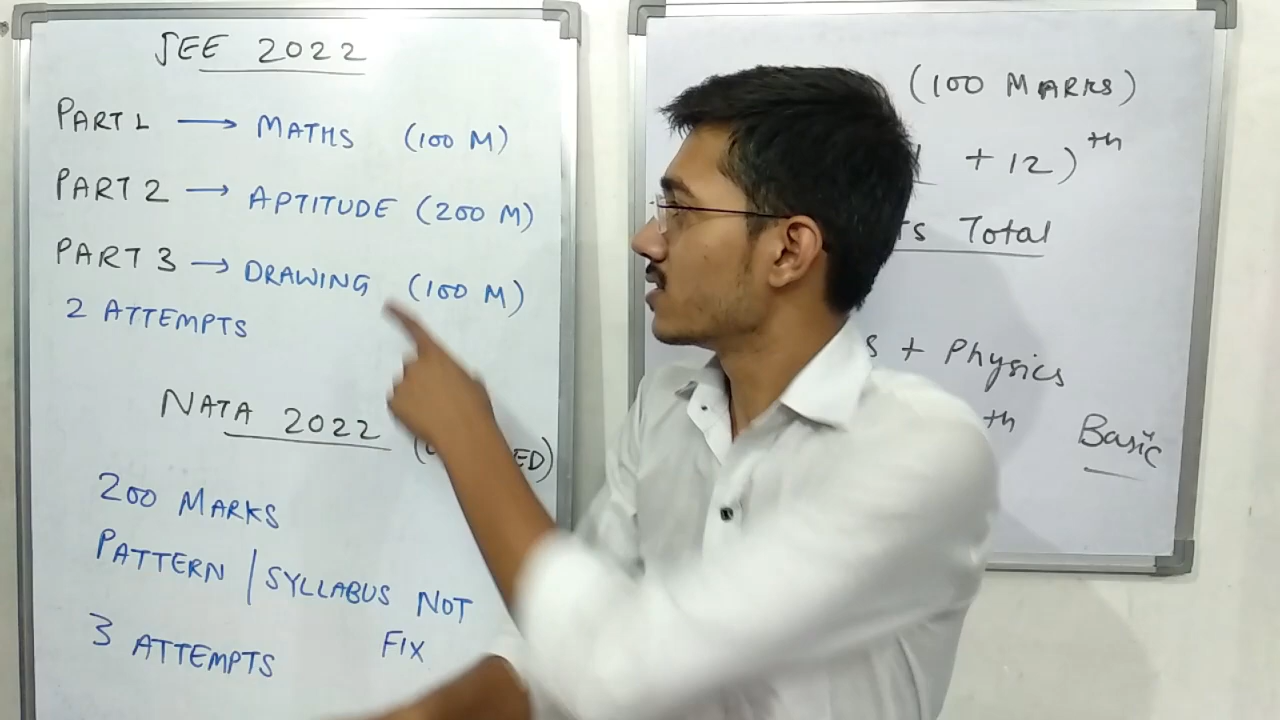 JEE 2022
PART 1 → MATHS (100 M)
PART 2 → APTITUDE (200 M)
PART 3 → DRAWING (100 M)
2 ATTEMPTS
NATA 2022
200 MARKS
PATTERN / SYLLABUS NOT
FIX
3 ATTEMPTS
(100 MARKS)
+ 12)th
Total
+ Physics
th Basic